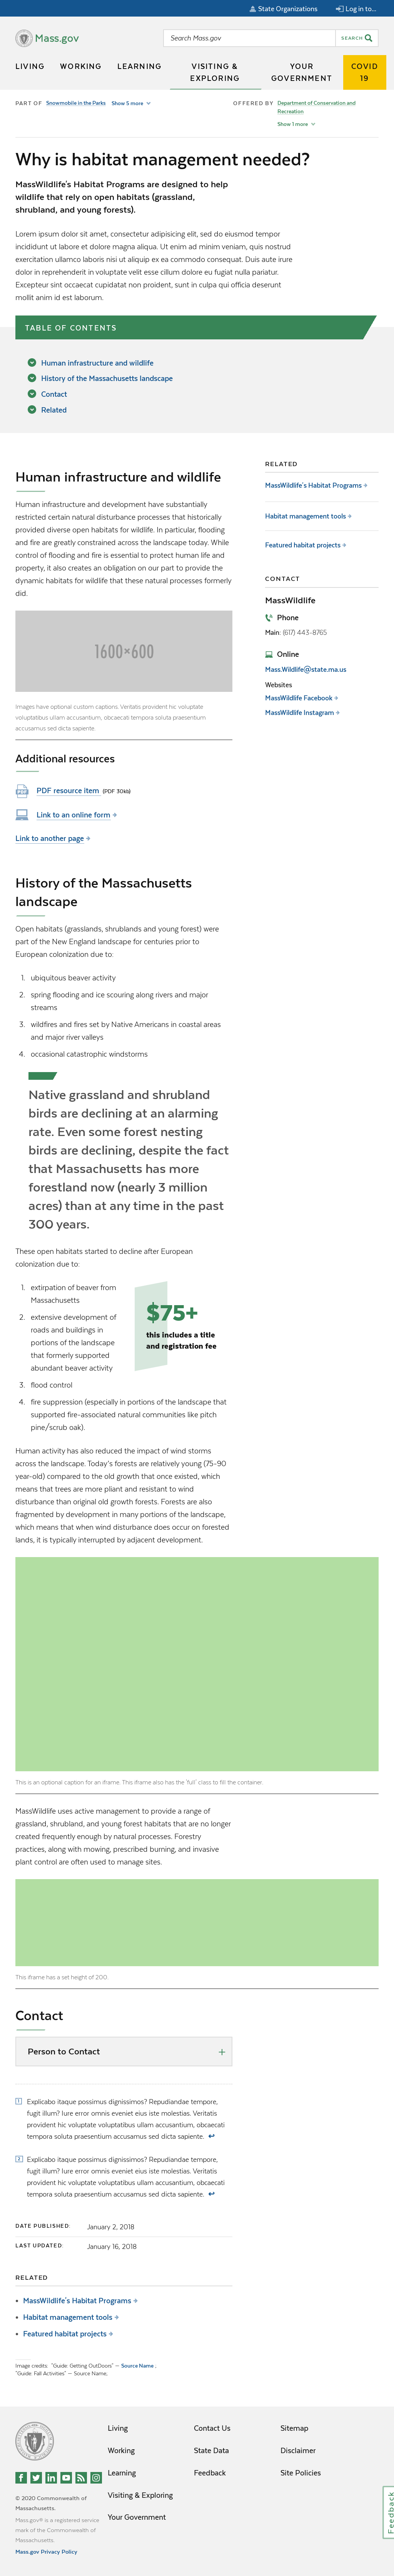 State Organizations
Log in to...
Mass.gov
Search Mass.gov
SEARCH
LIVING
WORKING
LEARNING
VISITING &
EXPLORING
YOUR
GOVERNMENT
COVID
19
PART OF Snowmobile in the Parks Show 5 more
OFFERED BY Department of Conservation and
Recreation
Show 1 more
Why is habitat management needed?
MassWildlife's Habitat Programs are designed to help
wildlife that rely on open habitats (grassland,
shrubland, and young forests).
Lorem ipsum dolor sit amet, consectetur adipisicing elit, sed do eiusmod tempor
incididunt ut labore et dolore magna aliqua. Ut enim ad minim veniam, quis nostrud
exercitation ullamco laboris nisi ut aliquip ex ea commodo consequat. Duis aute irure
dolor in reprehenderit in voluptate velit esse cillum dolore eu fugiat nulla pariatur.
Excepteur sint occaecat cupidatat non proident, sunt in culpa qui officia deserunt
mollit anim id est laborum.
TABLE OF CONTENTS
Human infrastructure and wildlife
History of the Massachusetts landscape
Contact
Related
Human infrastructure and wildlife
Human infrastructure and development have substantially
restricted certain natural disturbance processes that historically
provided diverse open habitats. In example, fire, beaver, flooding,
and fire are greatly constrained across the landscape today. While
control of flooding and fire is essential to protect human life and
property, it also creates an obligation on our part to provide the
dynamic habitats for wildlife that these natural processes formerly
did.
1600×600
Images have optional custom captions. Veritatis provident hic voluptate
voluptatibus ullam accusantium, obcaecati tempora soluta praesentium
accusamus sed dicta sapiente.
Additional resources
PDF resource item (PDF 30kb)
Link to an online form
Link to another page
RELATED
MassWildlife's Habitat Programs
Habitat management tools
Featured habitat projects
CONTACT
MassWildlife
Phone
Main: (617) 443-8765
Online
Mass.Wildlife@state.ma.us
Websites
MassWildlife Facebook
MassWildlife Instagram
History of the Massachusetts
landscape
Open habitats (grasslands, shrublands and young forest) were
part of the New England landscape for centuries prior to
European colonization due to:
1. ubiquitous beaver activity
2. spring flooding and ice scouring along rivers and major
streams
3. wildfires and fires set by Native Americans in coastal areas
and major river valleys
4. occasional catastrophic windstorms
Native grassland and shrubland
birds are declining at an alarming
rate. Even some forest nesting
birds are declining, despite the fact
that Massachusetts has more
forestland now (nearly 3 million
acres) than at any time in the past
300 years.
These open habitats started to decline after European
colonization due to:
1. extirpation of beaver from
Massachusetts
2. extensive development of
roads and buildings in
portions of the landscape
that formerly supported
abundant beaver activity
3. flood control
4. fire suppression (especially in portions of the landscape that
supported fire-associated natural communities like pitch
pine/scrub oak).
$75+
this includes a title
and registration fee
Human activity has also reduced the impact of wind storms
across the landscape. Today's forests are relatively young (75-90
year-old) compared to the old growth that once existed, which
means that trees are more pliant and resistant to wind
disturbance than original old growth forests. Forests are also
fragmented by development in many portions of the landscape,
which means that when wind disturbance does occur on forested
lands, it is typically interrupted by adjacent development.
This is an optional caption for an iframe. This iframe also has the 'full' class to fill the container.
MassWildlife uses active management to provide a range of
grassland, shrubland, and young forest habitats that are no longer
created frequently enough by natural processes. Forestry
practices, along with mowing, prescribed burning, and invasive
plant control are often used to manage sites.
This iframe has a set height of 200.
Contact
Person to Contact
1 Explicabo itaque possimus dignissimos? Repudiandae tempore,
fugit illum? Iure error omnis eveniet eius iste molestias. Veritatis
provident hic voluptate voluptatibus ullam accusantium, obcaecati
tempora soluta praesentium accusamus sed dicta sapiente. ↩
2 Explicabo itaque possimus dignissimos? Repudiandae tempore,
fugit illum? Iure error omnis eveniet eius iste molestias. Veritatis
provident hic voluptate voluptatibus ullam accusantium, obcaecati
tempora soluta praesentium accusamus sed dicta sapiente. ↩
DATE PUBLISHED: January 2, 2018
LAST UPDATED: January 16, 2018
RELATED
MassWildlife's Habitat Programs
Habitat management tools
Featured habitat projects
Image credits: "Guide: Getting OutDoors" — Source Name ,
"Guide: Fall Activities" — Source Name,
Living
Working
Learning
Visiting & Exploring
Your Government
Contact Us
State Data
Feedback
Sitemap
Disclaimer
Site Policies
© 2020 Commonwealth of
Massachusetts.
Mass.gov® is a registered service
mark of the Commonwealth of
Massachusetts.
Mass.gov Privacy Policy
Feedback